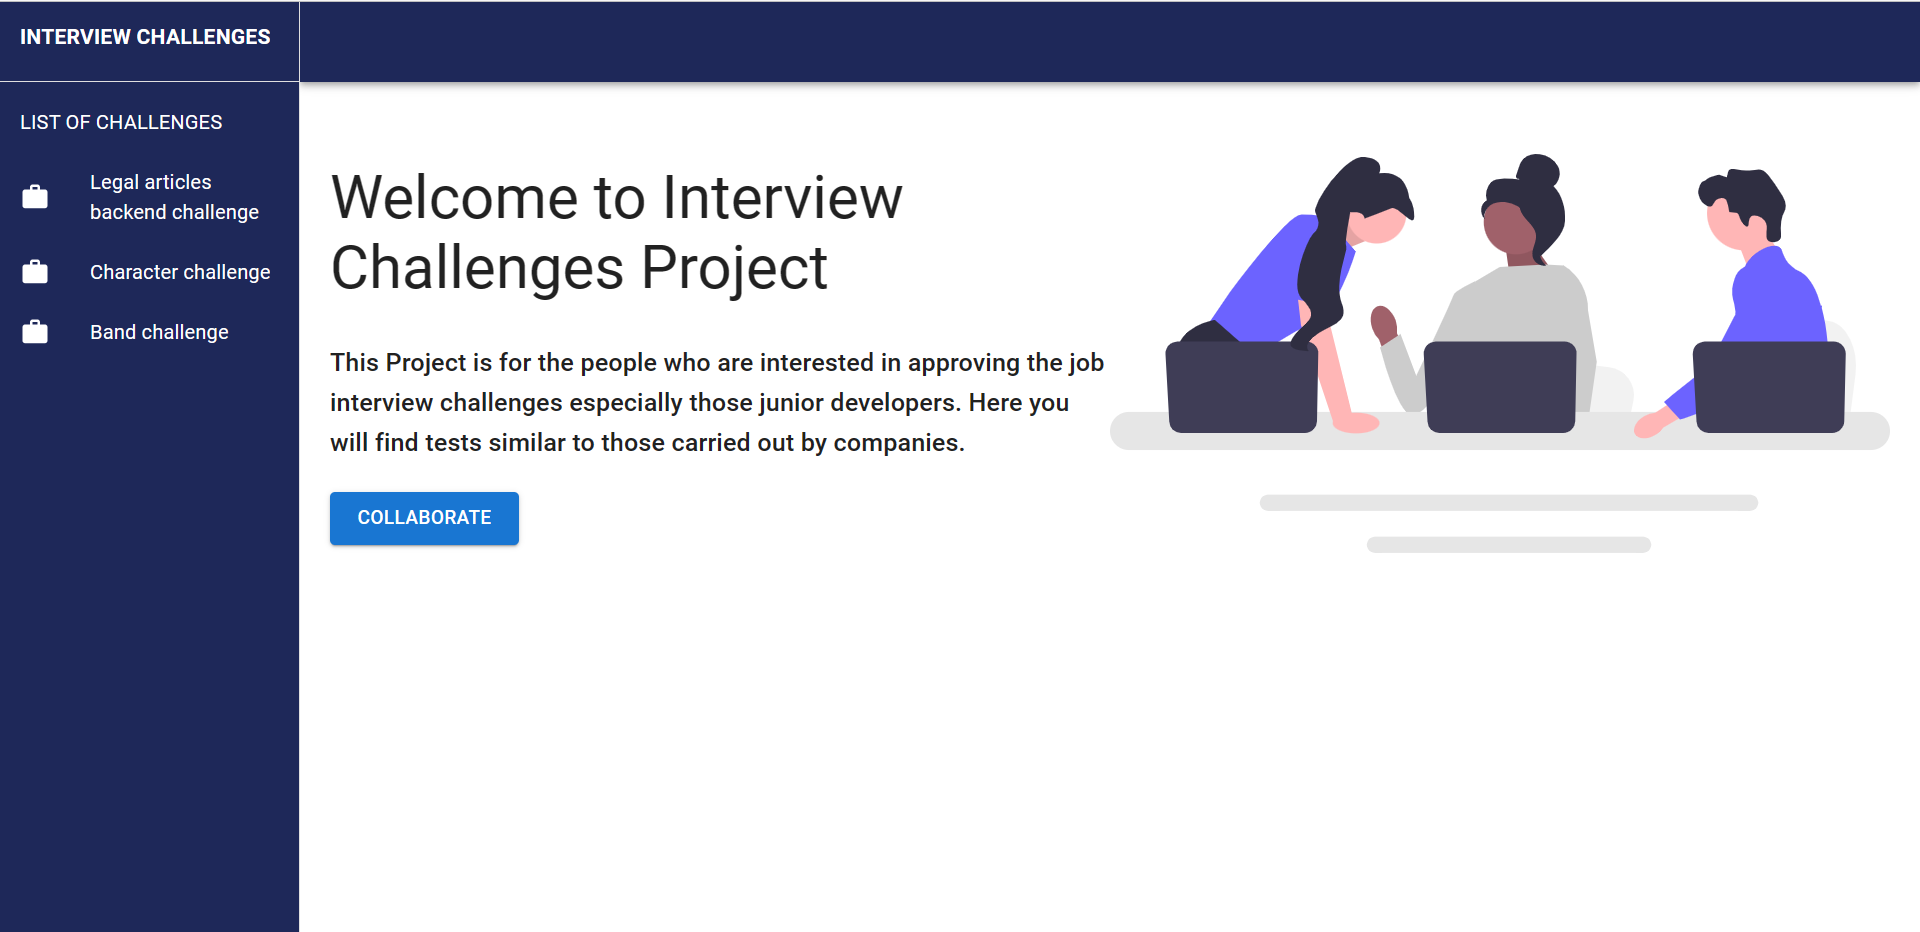 INTERVIEW CHALLENGES
LIST OF CHALLENGES
Legal articles
backend challenge
Character challenge
Band challenge
Welcome to Interview
Challenges Project
This Project is for the people who are interested in approving the job
interview challenges especially those junior developers. Here you
will find tests similar to those carried out by companies.
COLLABORATE